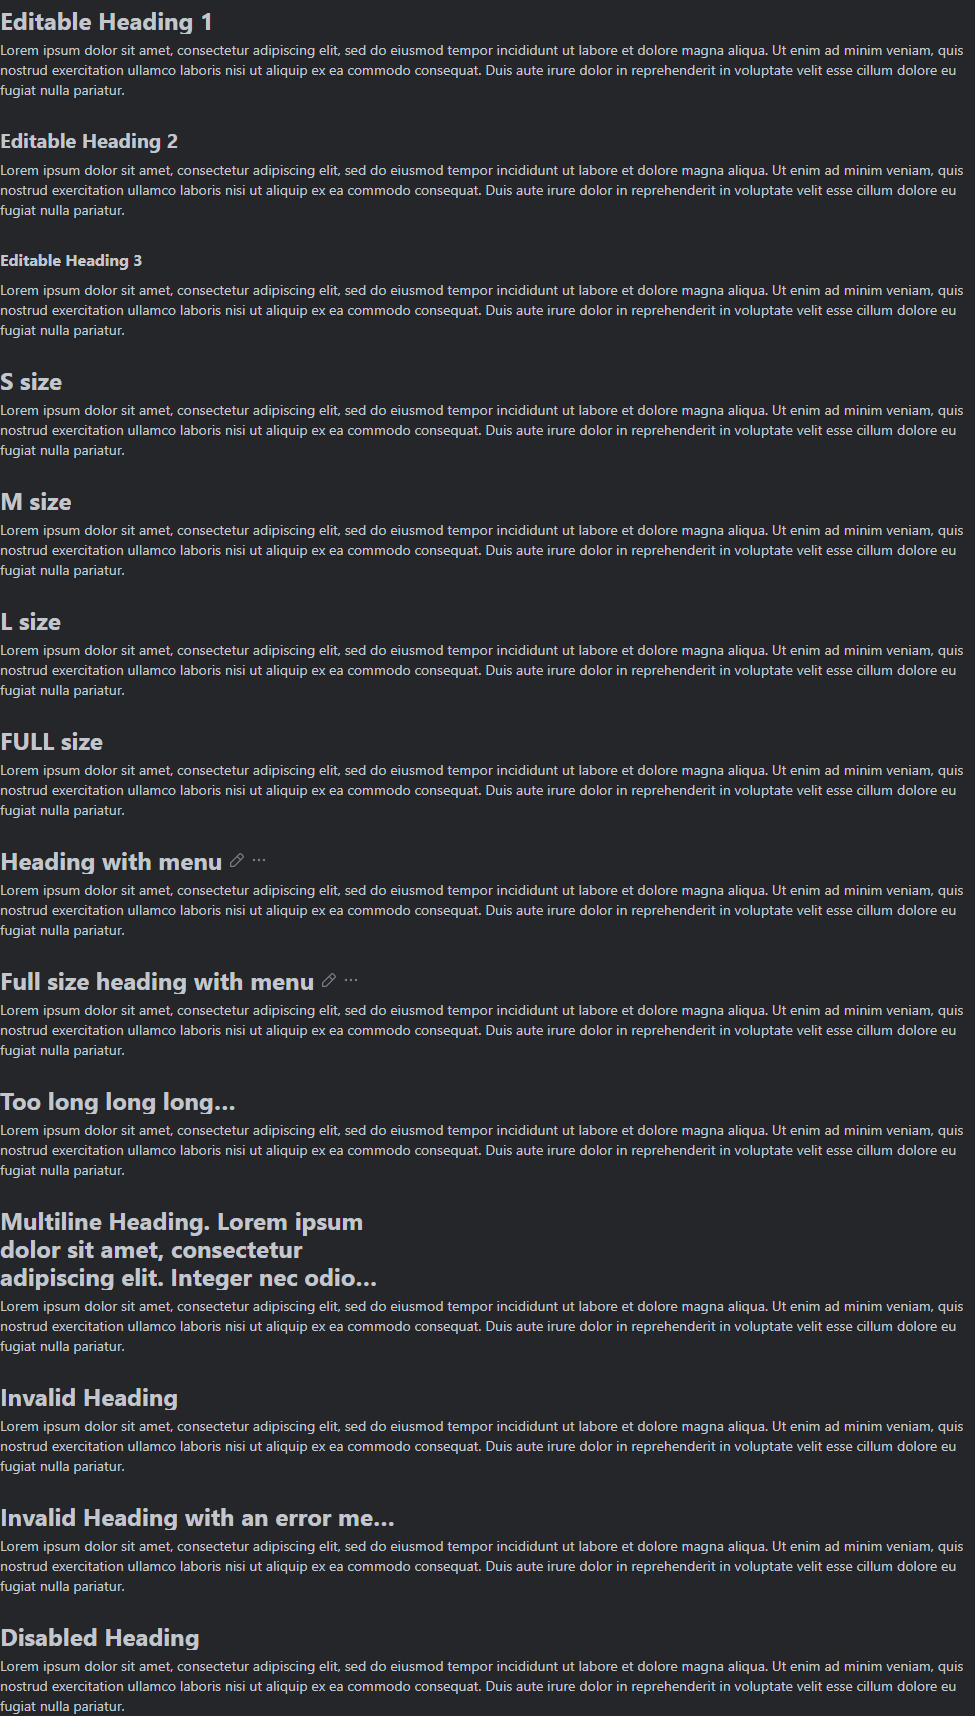 Editable Heading 1
Lorem ipsum dolor sit amet, consectetur adipiscing elit, sed do eiusmod tempor incididunt ut labore et dolore magna aliqua. Ut enim ad minim veniam, quis
nostrud exercitation ullamco laboris nisi ut aliquip ex ea commodo consequat. Duis aute irure dolor in reprehenderit in voluptate velit esse cillum dolore eu
fugiat nulla pariatur.
Editable Heading 2
Lorem ipsum dolor sit amet, consectetur adipiscing elit, sed do eiusmod tempor incididunt ut labore et dolore magna aliqua. Ut enim ad minim veniam, quis
nostrud exercitation ullamco laboris nisi ut aliquip ex ea commodo consequat. Duis aute irure dolor in reprehenderit in voluptate velit esse cillum dolore eu
fugiat nulla pariatur.
Editable Heading 3
Lorem ipsum dolor sit amet, consectetur adipiscing elit, sed do eiusmod tempor incididunt ut labore et dolore magna aliqua. Ut enim ad minim veniam, quis
nostrud exercitation ullamco laboris nisi ut aliquip ex ea commodo consequat. Duis aute irure dolor in reprehenderit in voluptate velit esse cillum dolore eu
fugiat nulla pariatur.
S size
Lorem ipsum dolor sit amet, consectetur adipiscing elit, sed do eiusmod tempor incididunt ut labore et dolore magna aliqua. Ut enim ad minim veniam, quis
nostrud exercitation ullamco laboris nisi ut aliquip ex ea commodo consequat. Duis aute irure dolor in reprehenderit in voluptate velit esse cillum dolore eu
fugiat nulla pariatur.
M size
Lorem ipsum dolor sit amet, consectetur adipiscing elit, sed do eiusmod tempor incididunt ut labore et dolore magna aliqua. Ut enim ad minim veniam, quis
nostrud exercitation ullamco laboris nisi ut aliquip ex ea commodo consequat. Duis aute irure dolor in reprehenderit in voluptate velit esse cillum dolore eu
fugiat nulla pariatur.
L size
Lorem ipsum dolor sit amet, consectetur adipiscing elit, sed do eiusmod tempor incididunt ut labore et dolore magna aliqua. Ut enim ad minim veniam, quis
nostrud exercitation ullamco laboris nisi ut aliquip ex ea commodo consequat. Duis aute irure dolor in reprehenderit in voluptate velit esse cillum dolore eu
fugiat nulla pariatur.
FULL size
Lorem ipsum dolor sit amet, consectetur adipiscing elit, sed do eiusmod tempor incididunt ut labore et dolore magna aliqua. Ut enim ad minim veniam, quis
nostrud exercitation ullamco laboris nisi ut aliquip ex ea commodo consequat. Duis aute irure dolor in reprehenderit in voluptate velit esse cillum dolore eu
fugiat nulla pariatur.
Heading with menu
Lorem ipsum dolor sit amet, consectetur adipiscing elit, sed do eiusmod tempor incididunt ut labore et dolore magna aliqua. Ut enim ad minim veniam, quis
nostrud exercitation ullamco laboris nisi ut aliquip ex ea commodo consequat. Duis aute irure dolor in reprehenderit in voluptate velit esse cillum dolore eu
fugiat nulla pariatur.
Full size heading with menu
Lorem ipsum dolor sit amet, consectetur adipiscing elit, sed do eiusmod tempor incididunt ut labore et dolore magna aliqua. Ut enim ad minim veniam, quis
nostrud exercitation ullamco laboris nisi ut aliquip ex ea commodo consequat. Duis aute irure dolor in reprehenderit in voluptate velit esse cillum dolore eu
fugiat nulla pariatur.
Too long long long...
Lorem ipsum dolor sit amet, consectetur adipiscing elit, sed do eiusmod tempor incididunt ut labore et dolore magna aliqua. Ut enim ad minim veniam, quis
nostrud exercitation ullamco laboris nisi ut aliquip ex ea commodo consequat. Duis aute irure dolor in reprehenderit in voluptate velit esse cillum dolore eu
fugiat nulla pariatur.
Multiline Heading. Lorem ipsum
dolor sit amet, consectetur
adipiscing elit. Integer nec odio...
Lorem ipsum dolor sit amet, consectetur adipiscing elit, sed do eiusmod tempor incididunt ut labore et dolore magna aliqua. Ut enim ad minim veniam, quis
nostrud exercitation ullamco laboris nisi ut aliquip ex ea commodo consequat. Duis aute irure dolor in reprehenderit in voluptate velit esse cillum dolore eu
fugiat nulla pariatur.
Invalid Heading
Lorem ipsum dolor sit amet, consectetur adipiscing elit, sed do eiusmod tempor incididunt ut labore et dolore magna aliqua. Ut enim ad minim veniam, quis
nostrud exercitation ullamco laboris nisi ut aliquip ex ea commodo consequat. Duis aute irure dolor in reprehenderit in voluptate velit esse cillum dolore eu
fugiat nulla pariatur.
Invalid Heading with an error me...
Lorem ipsum dolor sit amet, consectetur adipiscing elit, sed do eiusmod tempor incididunt ut labore et dolore magna aliqua. Ut enim ad minim veniam, quis
nostrud exercitation ullamco laboris nisi ut aliquip ex ea commodo consequat. Duis aute irure dolor in reprehenderit in voluptate velit esse cillum dolore eu
fugiat nulla pariatur.
Disabled Heading
Lorem ipsum dolor sit amet, consectetur adipiscing elit, sed do eiusmod tempor incididunt ut labore et dolore magna aliqua. Ut enim ad minim veniam, quis
nostrud exercitation ullamco laboris nisi ut aliquip ex ea commodo consequat. Duis aute irure dolor in reprehenderit in voluptate velit esse cillum dolore eu
fugiat nulla pariatur.